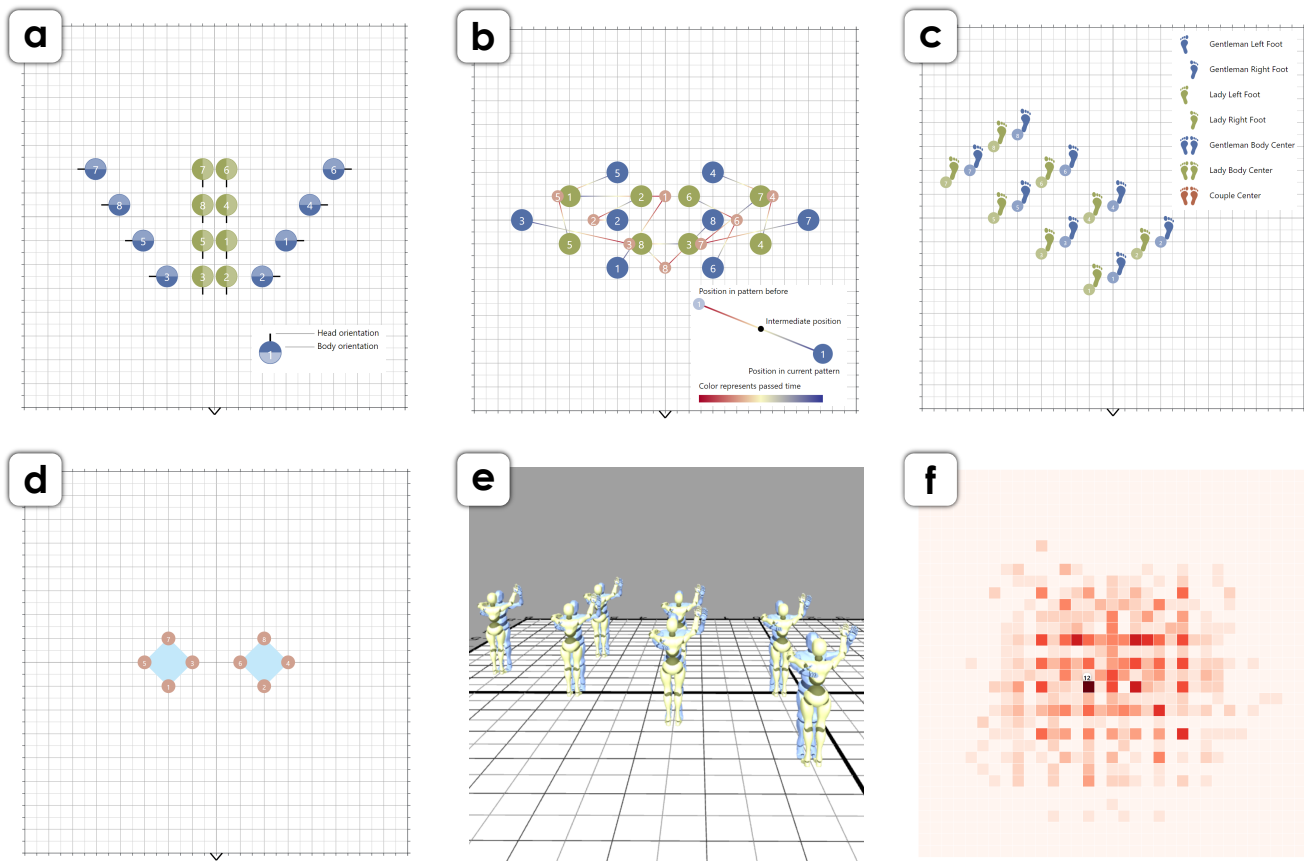 a
7
7
6
6
8
8
4
4
5
5
1
1
3
3
2
2
Head orientation
Body orientation
1
b
5
4
5
1
2
1
6
7
4
3
2
2
8
6
7
5
3
8
3
7
4
1
8
6
Position in pattern before
1
Intermediate position
1
Position in current pattern
Color represents passed time
c
Gentleman Left Foot
Gentleman Right Foot
Lady Left Foot
Lady Right Foot
Gentleman Body Center
Lady Body Center
Couple Center
d
7
8
5
3
6
4
1
2
e
f
12